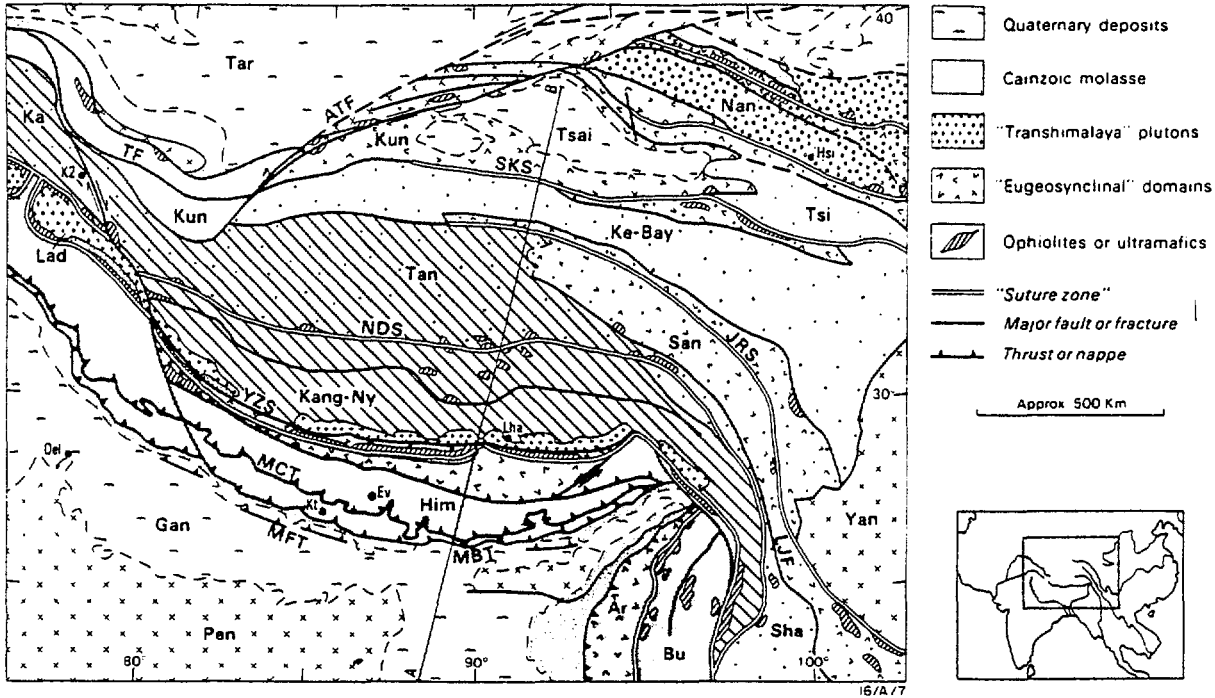 40
Tar
Nan
Ka
ATF
Kun
Tsai
B
TF
Hsi
K2
SKS
Kun
Tsi
Ke-Bay
Lad
Tan
NDS
San
JRS
YZS
Kang-Ny
30
Lha
Del
MCT
Ev
Him
Kt
Gan
MFT
MBT
Yan
LJF
Ar
Pen
Bu
Sha
80°
A
90°
100°
16/A/7
Quaternary deposits
Cainzoic molasse
"Transhimalaya" plutons
"Eugeosynclinal" domains
Ophiolites or ultramafics
"Suture zone"
Major fault or fracture
Thrust or nappe
Approx 500 Km